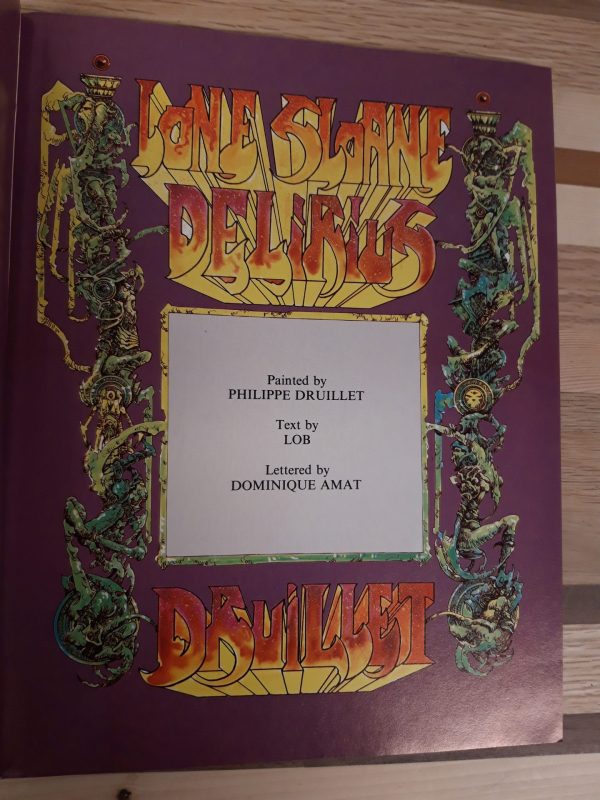 LONE SLOANE
DELIRIUS
Painted by
PHILIPPE DRUILLET
Text by
LOB
Lettered by
DOMINIQUE AMAT
DRUILLET